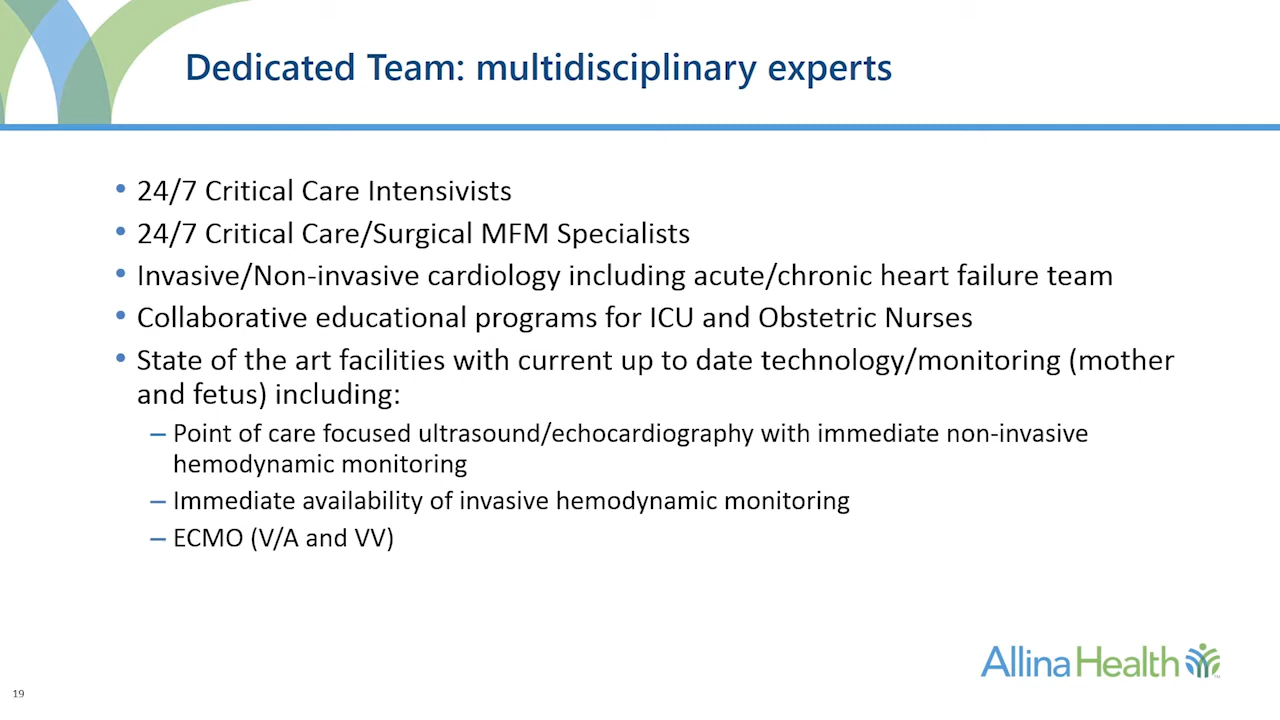 Dedicated Team: multidisciplinary experts
• 24/7 Critical Care Intensivists
• 24/7 Critical Care/Surgical MFM Specialists
• Invasive/Non-invasive cardiology including acute/chronic heart failure team
• Collaborative educational programs for ICU and Obstetric Nurses
• State of the art facilities with current up to date technology/monitoring (mother
and fetus) including:
– Point of care focused ultrasound/echocardiography with immediate non-invasive
hemodynamic monitoring
– Immediate availability of invasive hemodynamic monitoring
– ECMO (V/A and VV)
Allina Health
19